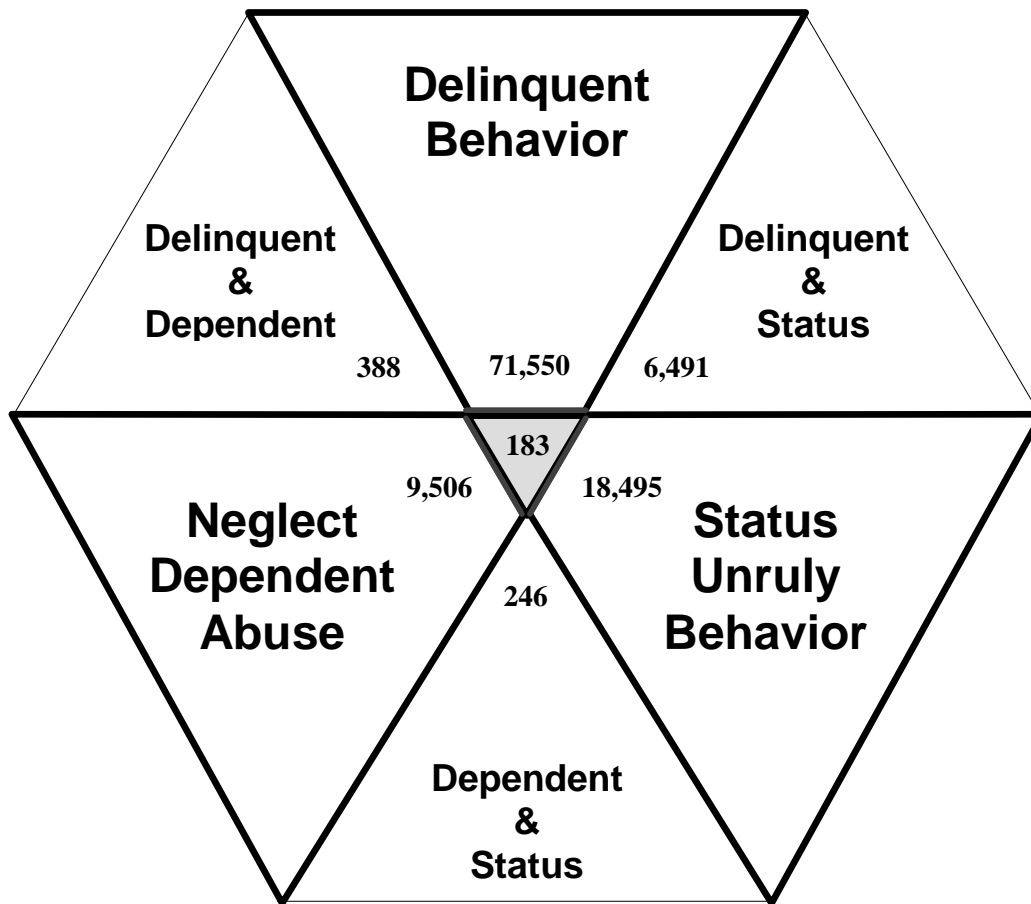 Delinquent
Behavior
Delinquent
&
Dependent
Delinquent
&
Status
388
71,550
6,491
183
9,506
18,495
Neglect
Dependent
Abuse
Status
Unruly
Behavior
246
Dependent
&
Status